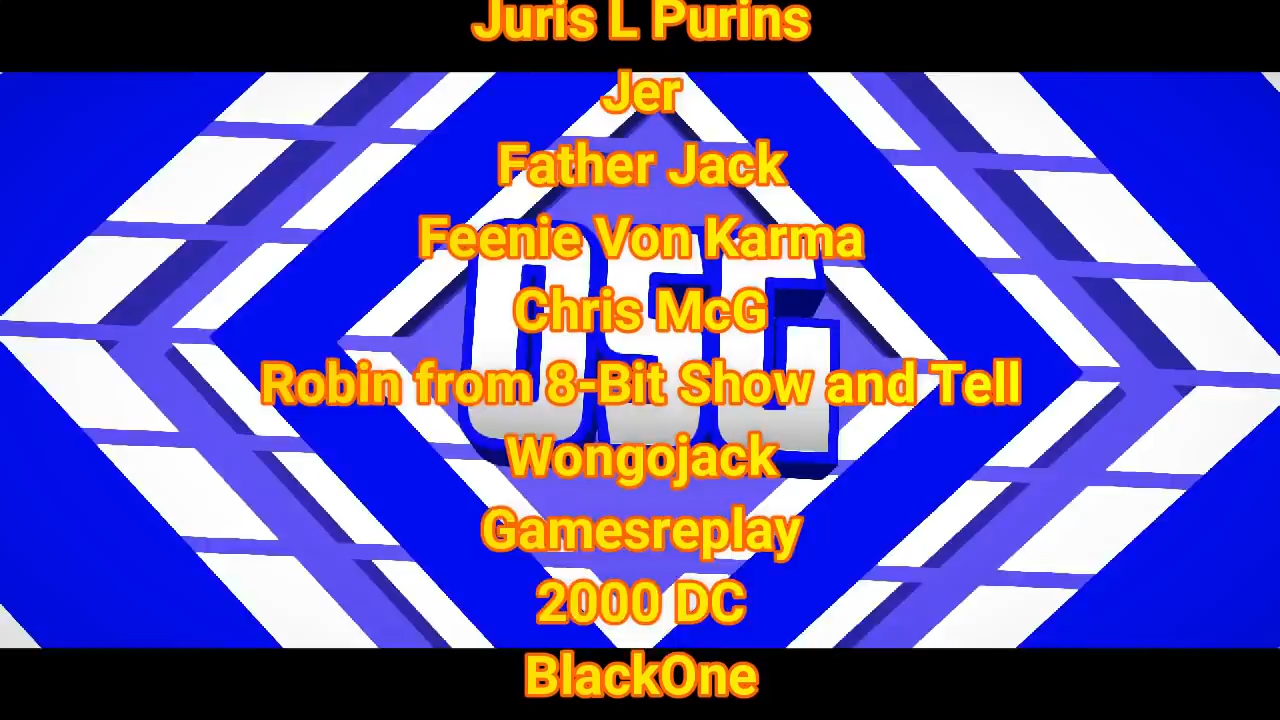 Juris L Purins
Jer
Father Jack
Feenie Von Karma
Chris McG
Robin from 8-Bit Show and Tell
Wongojack
Gamesreplay
2000 DC
BlackOne
OSG